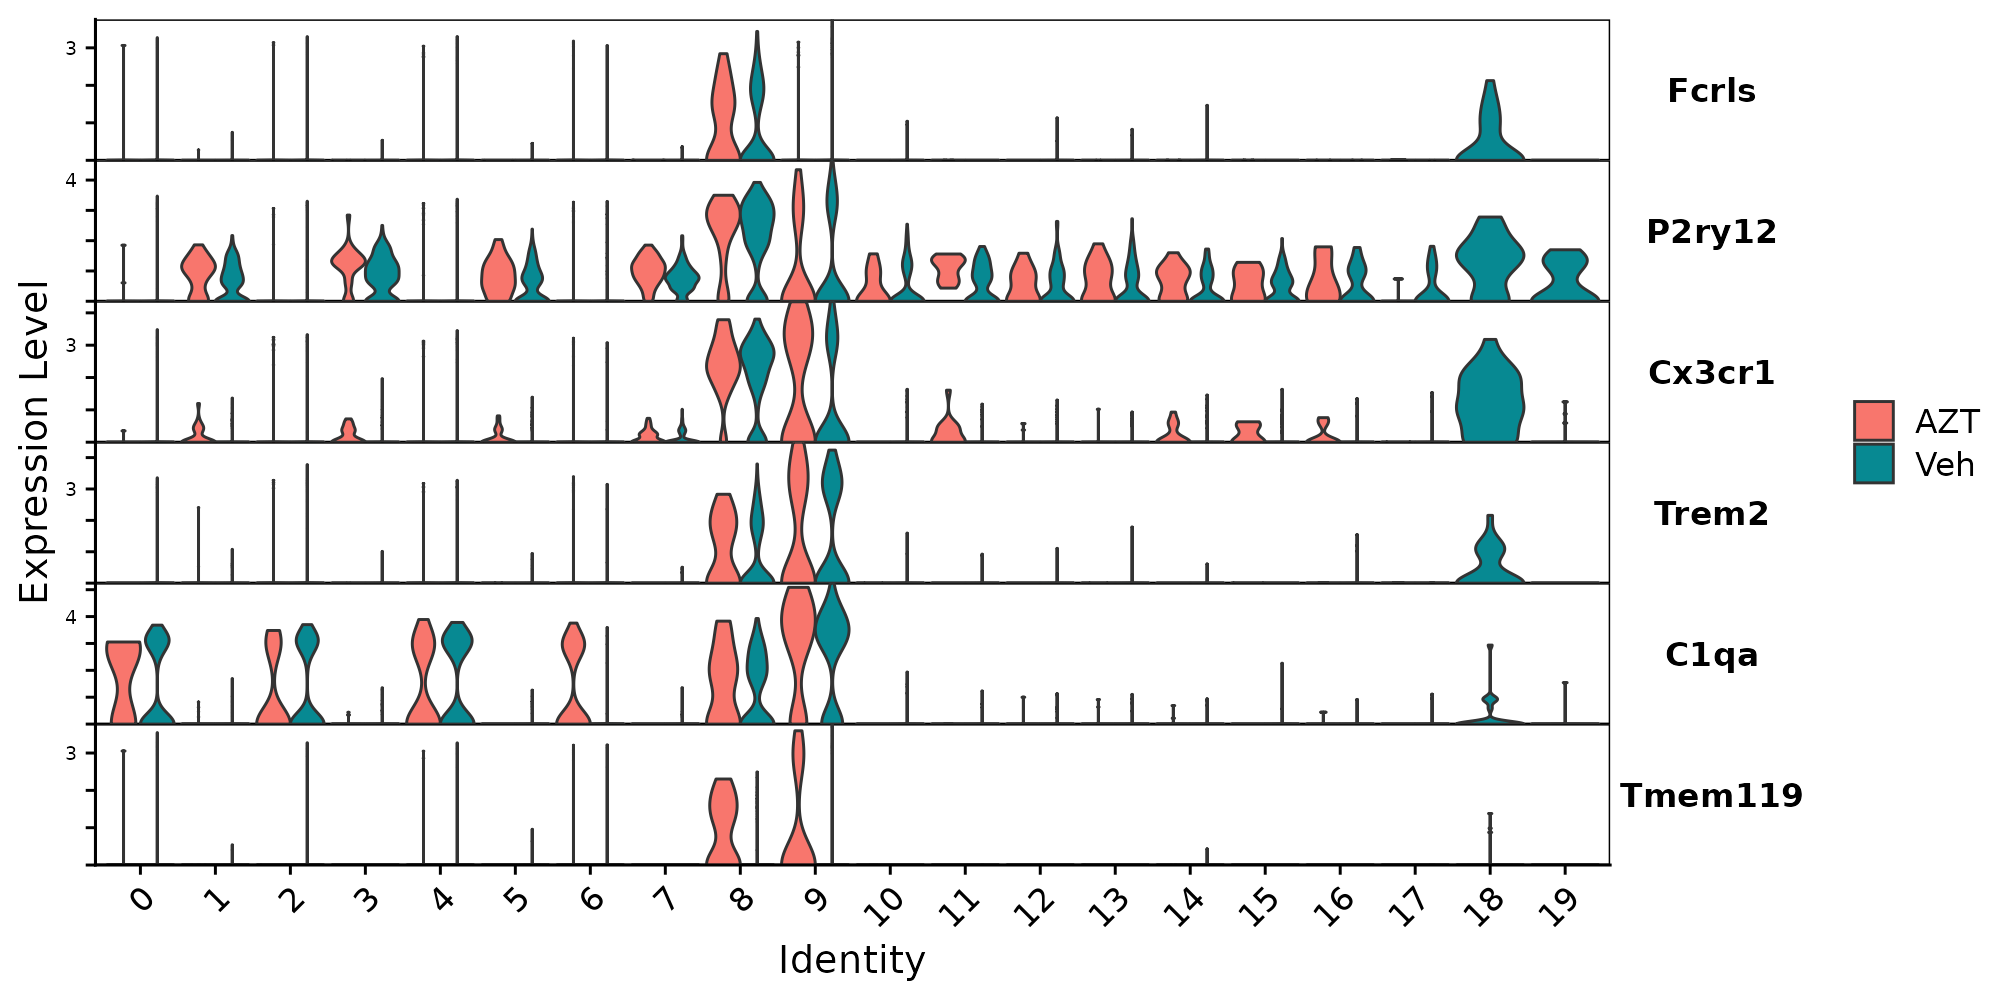 3
Fcrls
4
P2ry12
3
Cx3cr1
3
Trem2
4
C1qa
3
Tmem119
Expression Level
AZT
Veh
0 1 2 3 4 5 6 7 8 9 10 11 12 13 14 15 16 17 18 19
Identity